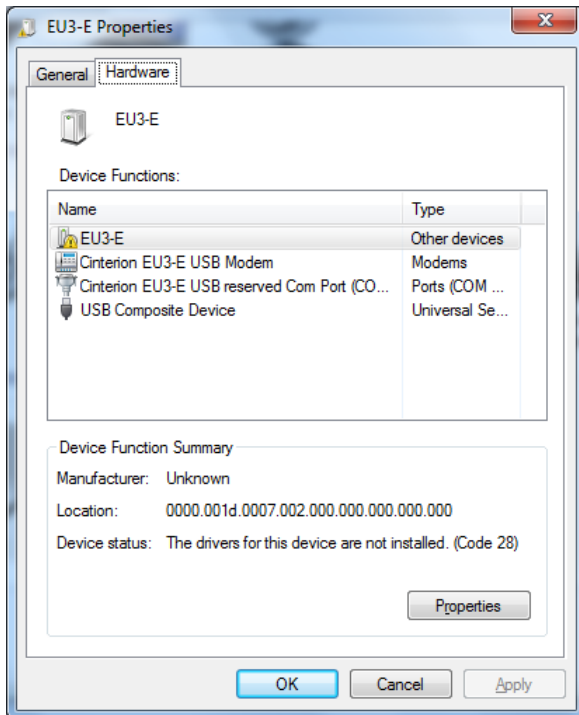 EU3-E Properties
General Hardware
EU3-E
Device Functions:
Name Type
EU3-E Other devices
Cinterion EU3-E USB Modem Modems
Cinterion EU3-E USB reserved Com Port (CO... Ports (COM ...
USB Composite Device Universal Se...
Device Function Summary
Manufacturer: Unknown
Location: 0000.001d.0007.002.000.000.000.000.000
Device status: The drivers for this device are not installed. (Code 28)
Properties
OK Cancel Apply